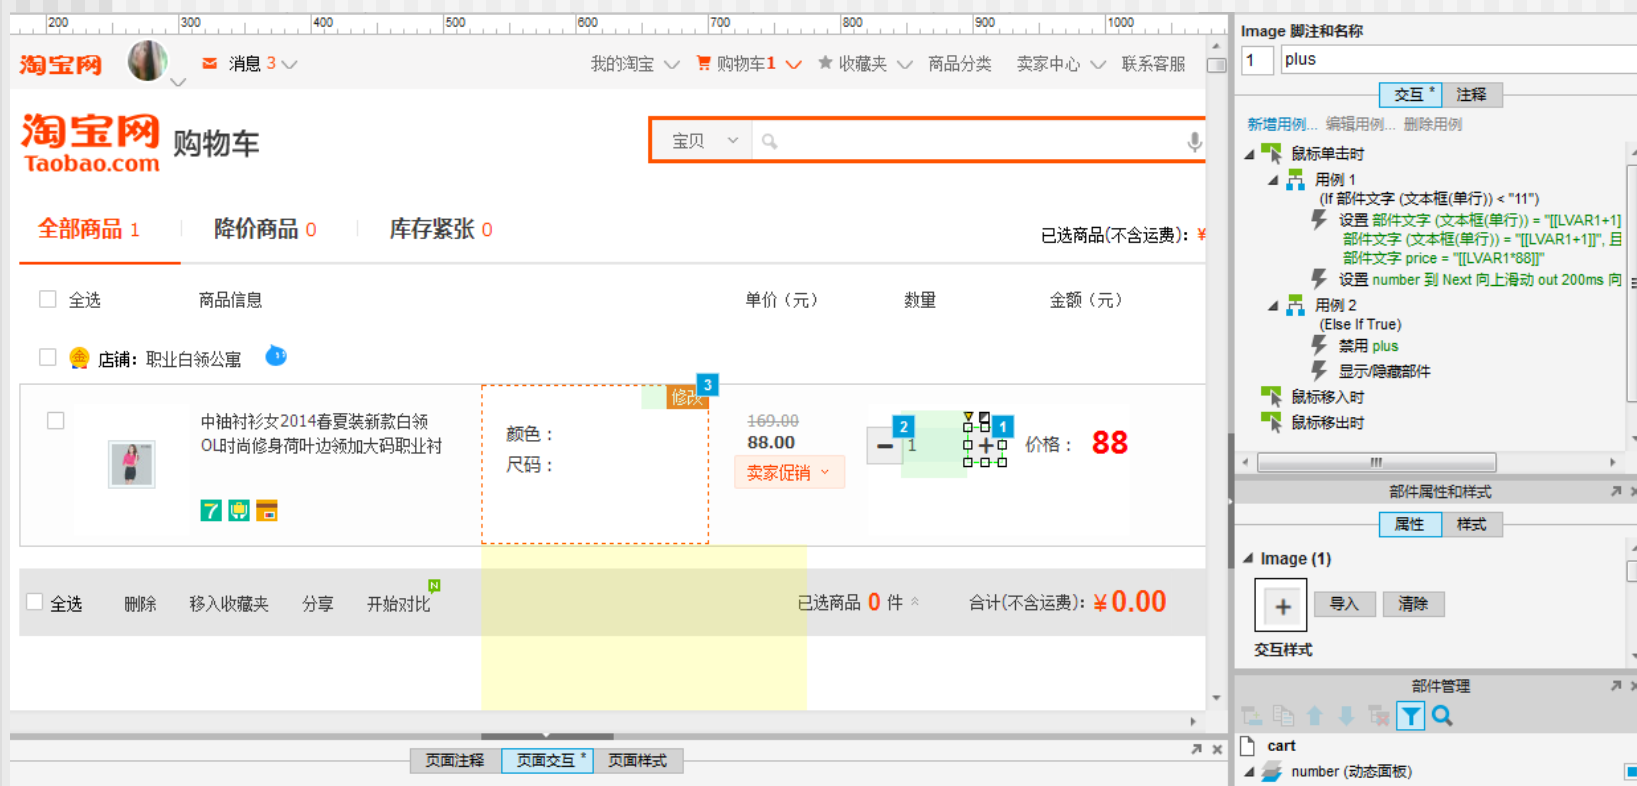 200 300 400 500 600 700 800 900 1000
淘宝网 消息 3 我的淘宝 购物车1 收藏夹 商品分类 卖家中心 联系客服
淘宝网
Taobao.com
购物车
宝贝
全部商品 1 降价商品 0 库存紧张 0
已选商品(不含运费): ¥
全选 商品信息 单价（元） 数量 金额（元）
店铺: 职业白领公寓
修改 3
中袖衬衫女2014春夏装新款白领
OL时尚修身荷叶边领加大码职业衬
7
颜色：
尺码：
169.00
88.00
卖家促销
2 1
1
价格： 88
全选 删除 移入收藏夹 分享 开始对比 N
已选商品 0 件 合计(不含运费): ¥0.00
页面注释 页面交互 * 页面样式
Image 脚注和名称
1 plus
交互 * 注释
新增用例... 编辑用例... 删除用例
鼠标单击时
用例 1
(If 部件文字 (文本框(单行)) < "11")
设置 部件文字 (文本框(单行)) = "[[LVAR1+1]
部件文字 (文本框(单行)) = "[[LVAR1+1]]", 且
部件文字 price = "[[LVAR1*88]]"
设置 number 到 Next 向上滑动 out 200ms 向
用例 2
(Else If True)
禁用 plus
显示/隐藏部件
鼠标移入时
鼠标移出时
部件属性和样式
属性 样式
Image (1)
导入 清除
交互样式
部件管理
cart
number (动态面板)